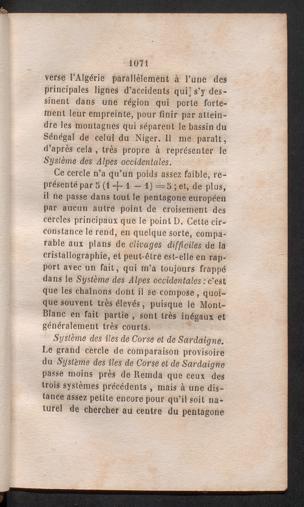 1071
verse l'Algérie parallèlement à l'une des
principales lignes d'accidents qui s'y des-
sinent dans une région qui porte forte-
ment leur empreinte, pour finir par attein-
dre les montagnes qui séparent le bassin du
Sénégal de celui du Niger. Il me paraît,
d'après cela, très propre à représenter le
Système des Alpes occidentales.
Ce cercle n'a qu'un poids assez faible, re-
présenté par 5 (1 + 1 − 1) = 5; et, de plus,
il ne passe dans tout le pentagone européen
par aucun autre point de croisement des
cercles principaux que le point D. Cette cir-
constance le rend, en quelque sorte, compa-
rable aux plans de clivages difficiles de la
cristallographie, et peut-être est-elle en rap-
port avec un fait, qui m'a toujours frappé
dans le Système des Alpes occidentales: c'est
que les chaînons dont il se compose, quoi-
que souvent très élevés, puisque le Mont-
Blanc en fait partie, sont très inégaux et
généralement très courts.
Système des îles de Corse et de Sardaigne.
Le grand cercle de comparaison provisoire
du Système des îles de Corse et de Sardaigne
passe moins près de Remda que ceux des
trois systèmes précédents, mais à une dis-
tance assez petite encore pour qu'il soit na-
turel de chercher au centre du pentagone